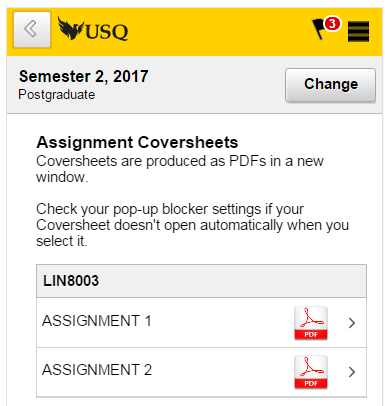 USQ
3
Semester 2, 2017
Postgraduate
Change
Assignment Coversheets
Coversheets are produced as PDFs in a new
window.
Check your pop-up blocker settings if your
Coversheet doesn't open automatically when you
select it.
LIN8003
ASSIGNMENT 1
PDF
ASSIGNMENT 2
PDF